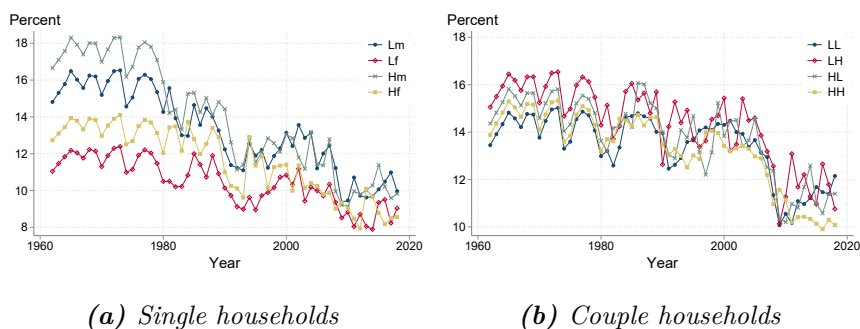 Percent
18
16
14
12
10
8
1960 1980 2000 2020
Year
Lm
Lf
Hm
Hf
(a) Single households
Percent
18
16
14
12
10
1960 1980 2000 2020
Year
LL
LH
HL
HH
(b) Couple households